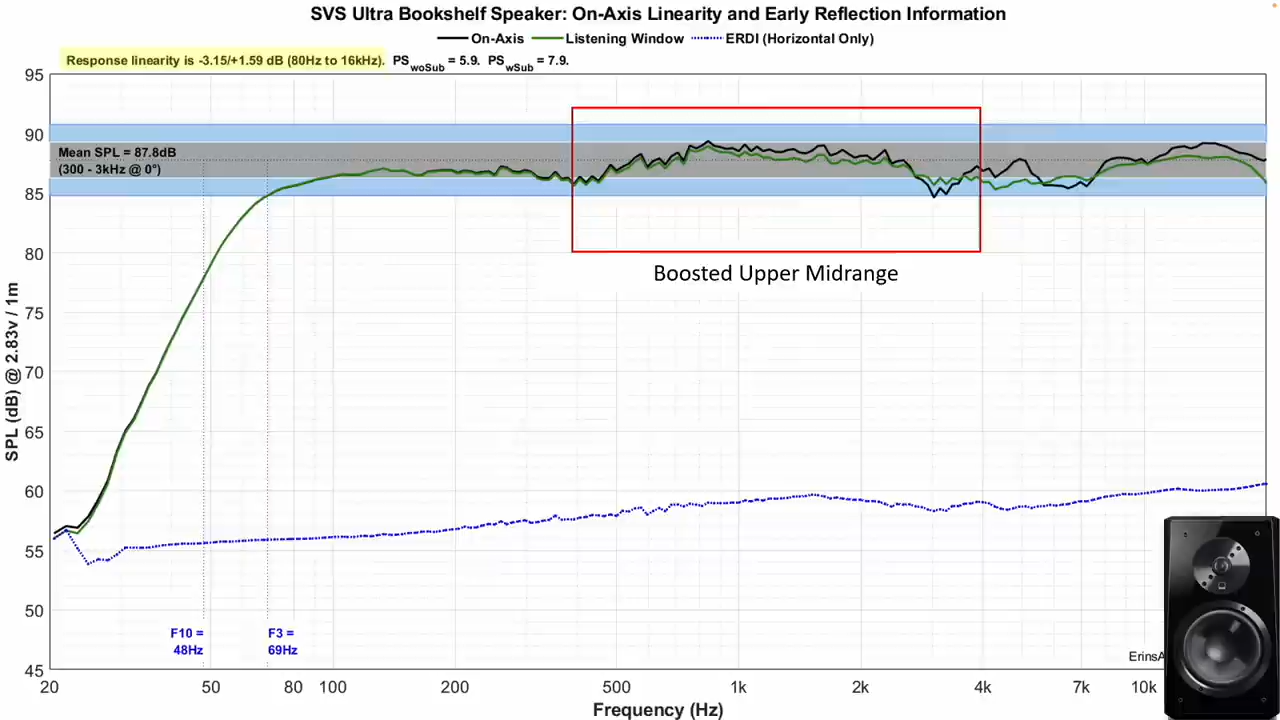 SVS Ultra Bookshelf Speaker: On-Axis Linearity and Early Reflection Information
On-Axis Listening Window ERDI (Horizontal Only)
Response linearity is -3.15/+1.59 dB (80Hz to 16kHz). PSwoSub = 5.9. PSwSub = 7.9.
95
90
Mean SPL = 87.8dB
(300 - 3kHz @ 0°)
85
80
Boosted Upper Midrange
75
70
65
60
55
50
45
SPL (dB) @ 2.83v / 1m
F10 =
48Hz
F3 =
69Hz
ErinsA
20 50 80 100 200 500 1k 2k 4k 7k 10k
Frequency (Hz)